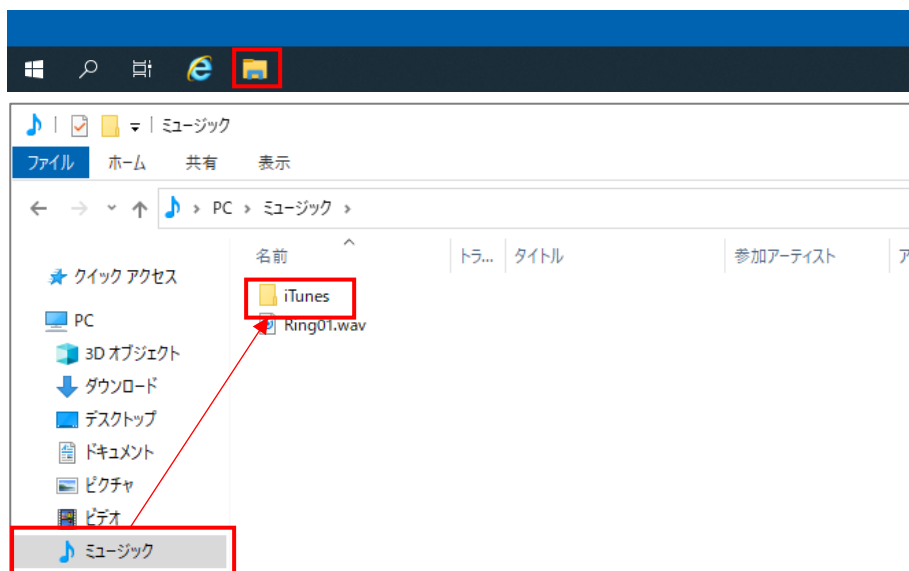 ミュージック
ファイル ホーム 共有 表示
PC ミュージック
名前 トラ... タイトル 参加アーティスト ア
クイック アクセス
iTunes
Ring01.wav
PC
3D オブジェクト
ダウンロード
デスクトップ
ドキュメント
ピクチャ
ビデオ
ミュージック